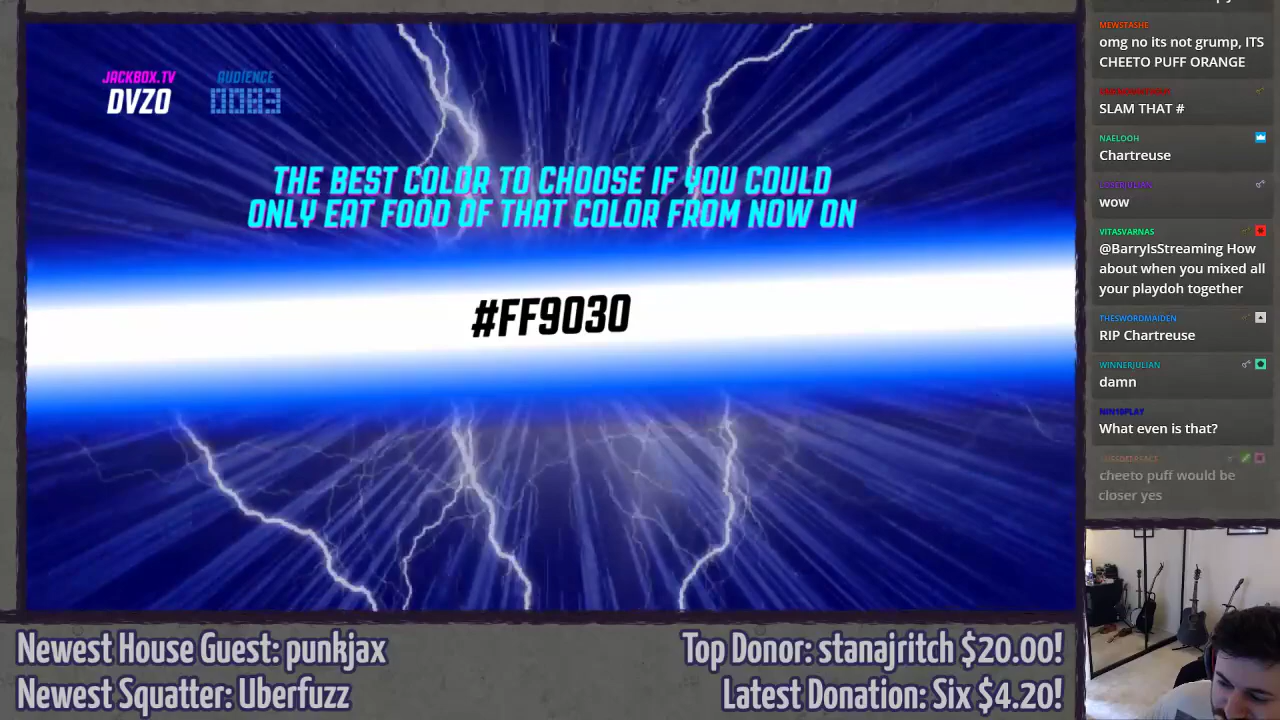 JACKBOX.TV
DVZO
AUDIENCE
0083
THE BEST COLOR TO CHOOSE IF YOU COULD
ONLY EAT FOOD OF THAT COLOR FROM NOW ON
#FF9030
MEWSTASHE
omg no its not grump, ITS
CHEETO PUFF ORANGE
SLAM THAT #
NAELOOH
Chartreuse
wow
VITASVARNAS
@BarryIsStreaming How
about when you mixed all
your playdoh together
THESWORDMAIDEN
RIP Chartreuse
WINNERJULIAN
damn
What even is that?
cheeto puff would be
closer yes
Newest House Guest: punkjax
Newest Squatter: Uberfuzz
Top Donor: stanajritch $20.00!
Latest Donation: Six $4.20!